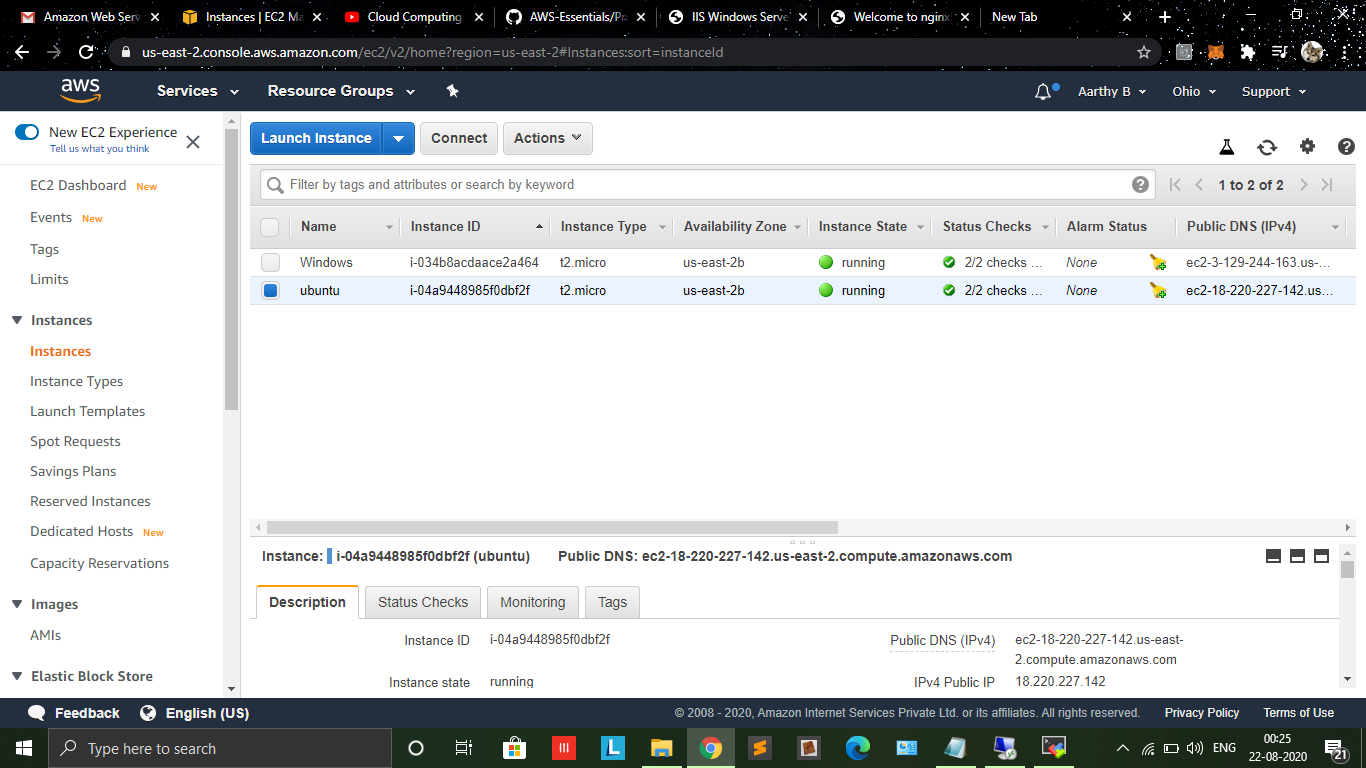 Amazon Web Serv
Instances | EC2 Ma
Cloud Computing
AWS-Essentials/Pra
IIS Windows Serve
Welcome to nginx
New Tab
us-east-2.console.aws.amazon.com/ec2/v2/home?region=us-east-2#Instances:sort=instanceId
aws Services Resource Groups Aarthy B Ohio Support
New EC2 Experience
Tell us what you think
EC2 Dashboard New
Events New
Tags
Limits
Instances
Instances
Instance Types
Launch Templates
Spot Requests
Savings Plans
Reserved Instances
Dedicated Hosts New
Capacity Reservations
Images
AMIs
Elastic Block Store
Launch Instance Connect Actions
Filter by tags and attributes or search by keyword
1 to 2 of 2
Name Instance ID Instance Type Availability Zone Instance State Status Checks Alarm Status Public DNS (IPv4)
Windows i-034b8acdaace2a464 t2.micro us-east-2b running 2/2 checks ... None ec2-3-129-244-163.us-...
ubuntu i-04a9448985f0dbf2f t2.micro us-east-2b running 2/2 checks ... None ec2-18-220-227-142.us...
Instance: i-04a9448985f0dbf2f (ubuntu) Public DNS: ec2-18-220-227-142.us-east-2.compute.amazonaws.com
Description Status Checks Monitoring Tags
Instance ID i-04a9448985f0dbf2f
Public DNS (IPv4) ec2-18-220-227-142.us-east-
2.compute.amazonaws.com
Instance state running
IPv4 Public IP 18.220.227.142
Feedback English (US)
© 2008 - 2020, Amazon Internet Services Private Ltd. or its affiliates. All rights reserved. Privacy Policy Terms of Use
Type here to search
L
ENG
00:25
22-08-2020
21